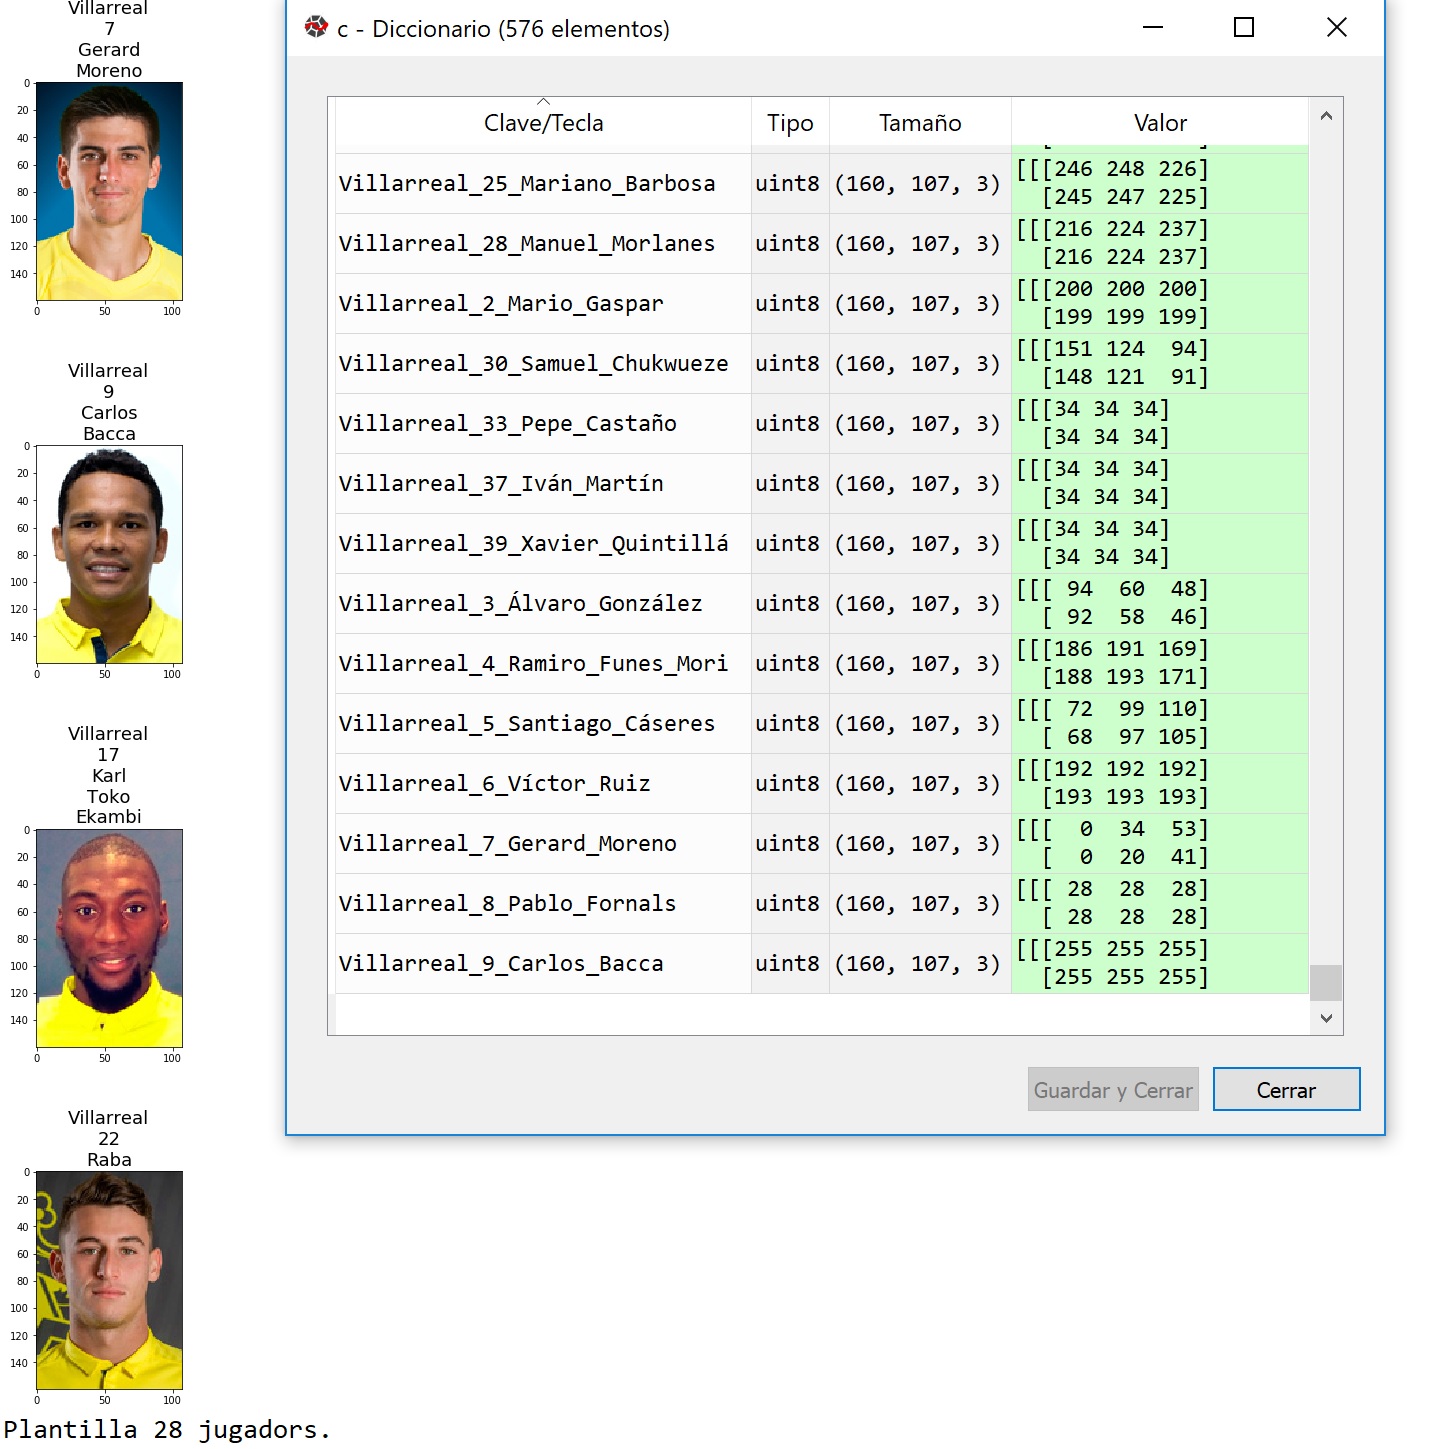 Villarreal
7
Gerard
Moreno
0
20
40
60
80
100
120
140
0 50 100
Villarreal
9
Carlos
Bacca
0
20
40
60
80
100
120
140
0 50 100
Villarreal
17
Karl
Toko
Ekambi
0
20
40
60
80
100
120
140
0 50 100
Villarreal
22
Raba
0
20
40
60
80
100
120
140
0 50 100
Plantilla 28 jugadors.
c - Diccionario (576 elementos)
Clave/Tecla Tipo Tamaño Valor
Villarreal_25_Mariano_Barbosa uint8 (160, 107, 3) [[[246 248 226]
[245 247 225]
Villarreal_28_Manuel_Morlanes uint8 (160, 107, 3) [[[216 224 237]
[216 224 237]
Villarreal_2_Mario_Gaspar uint8 (160, 107, 3) [[[200 200 200]
[199 199 199]
Villarreal_30_Samuel_Chukwueze uint8 (160, 107, 3) [[[151 124 94]
[148 121 91]
Villarreal_33_Pepe_Castaño uint8 (160, 107, 3) [[[34 34 34]
[34 34 34]
Villarreal_37_Iván_Martín uint8 (160, 107, 3) [[[34 34 34]
[34 34 34]
Villarreal_39_Xavier_Quintillá uint8 (160, 107, 3) [[[34 34 34]
[34 34 34]
Villarreal_3_Álvaro_González uint8 (160, 107, 3) [[[ 94 60 48]
[ 92 58 46]
Villarreal_4_Ramiro_Funes_Mori uint8 (160, 107, 3) [[[186 191 169]
[188 193 171]
Villarreal_5_Santiago_Cáseres uint8 (160, 107, 3) [[[ 72 99 110]
[ 68 97 105]
Villarreal_6_Víctor_Ruiz uint8 (160, 107, 3) [[[192 192 192]
[193 193 193]
Villarreal_7_Gerard_Moreno uint8 (160, 107, 3) [[[ 0 34 53]
[ 0 20 41]
Villarreal_8_Pablo_Fornals uint8 (160, 107, 3) [[[ 28 28 28]
[ 28 28 28]
Villarreal_9_Carlos_Bacca uint8 (160, 107, 3) [[[255 255 255]
[255 255 255]
Guardar y Cerrar Cerrar